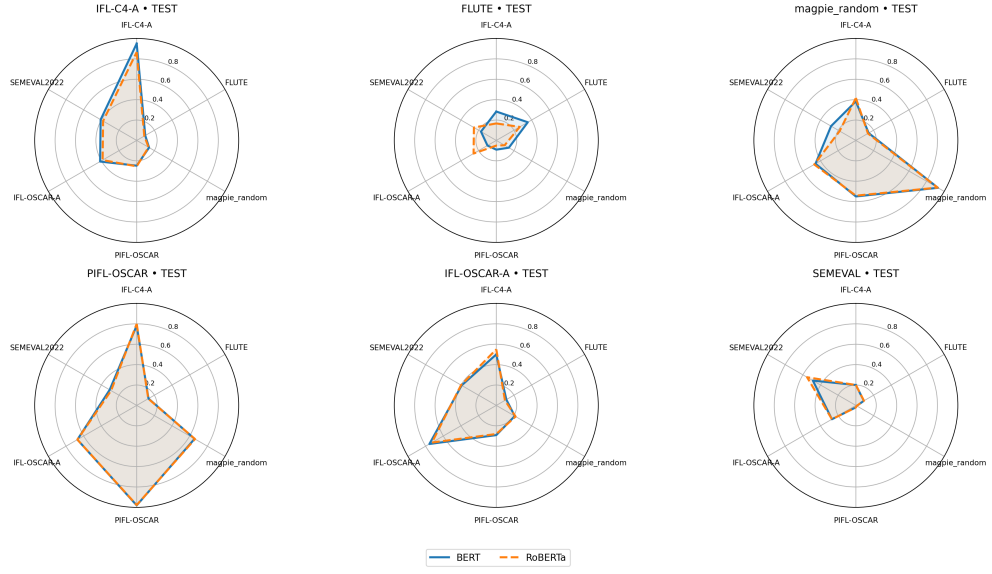 IFL-C4-A • TEST
IFL-C4-A
FLUTE
SEMEVAL2022
IFL-OSCAR-A
PIFL-OSCAR
magpie_random
0.2
0.4
0.6
0.8
FLUTE • TEST
IFL-C4-A
FLUTE
SEMEVAL2022
IFL-OSCAR-A
PIFL-OSCAR
magpie_random
0.2
0.4
0.6
0.8
magpie_random • TEST
IFL-C4-A
FLUTE
SEMEVAL2022
IFL-OSCAR-A
PIFL-OSCAR
magpie_random
0.2
0.4
0.6
0.8
PIFL-OSCAR • TEST
IFL-C4-A
FLUTE
SEMEVAL2022
IFL-OSCAR-A
PIFL-OSCAR
magpie_random
0.2
0.4
0.6
0.8
IFL-OSCAR-A • TEST
IFL-C4-A
FLUTE
SEMEVAL2022
IFL-OSCAR-A
PIFL-OSCAR
magpie_random
0.2
0.4
0.6
0.8
SEMEVAL • TEST
IFL-C4-A
FLUTE
SEMEVAL2022
IFL-OSCAR-A
PIFL-OSCAR
magpie_random
0.2
0.4
0.6
0.8
BERT
RoBERTa